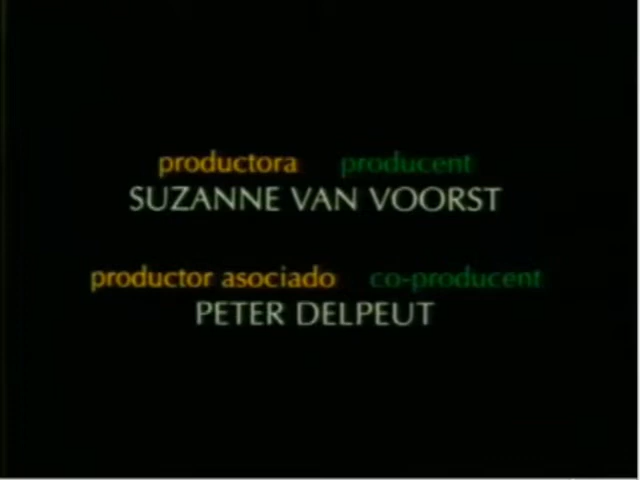 productora producent
SUZANNE VAN VOORST
productor asociado co-producent
PETER DELPEUT